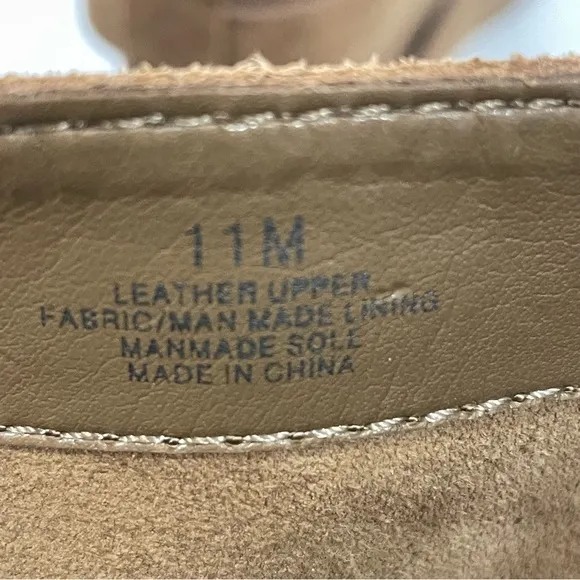 11M
LEATHER UPPER
FABRIC/MAN MADE LINING
MANMADE SOLE
MADE IN CHINA